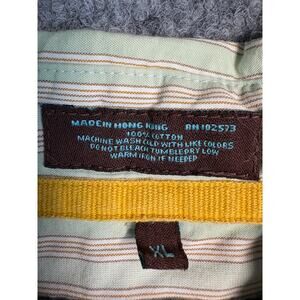 MADE IN HONG KONG RN 102573
100% COTTON
MACHINE WASH COLD WITH LIKE COLORS
DO NOT BLEACH TUMBLE DRY LOW
WARM IRON IF NEEDED
XL